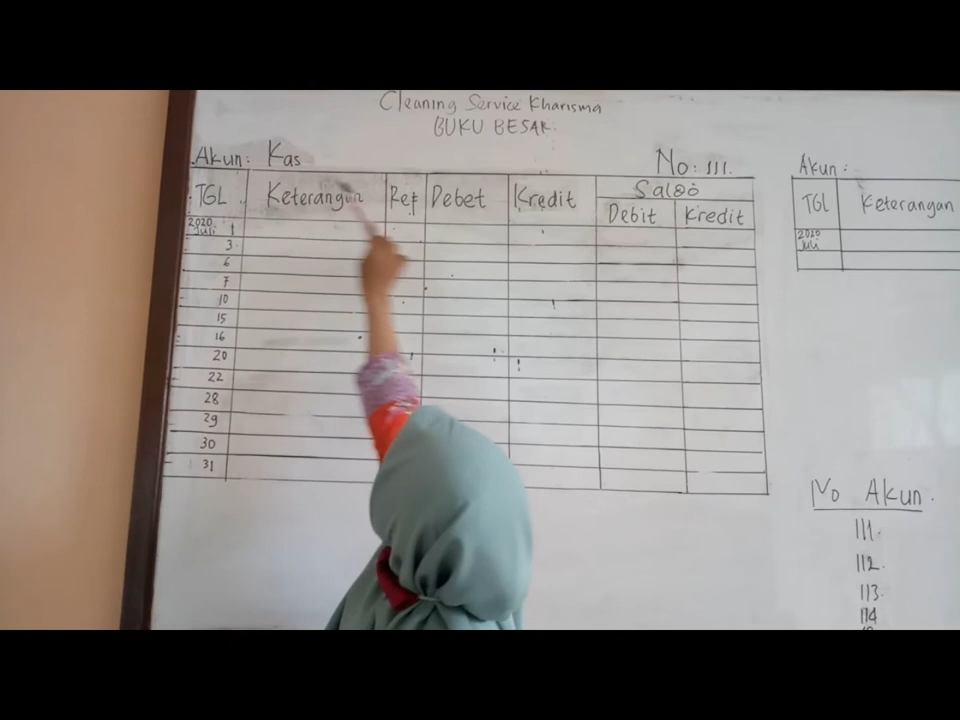 Cleaning Service Kharisma
BUKU BESAR.
Akun: Kas No: 111.
TGL Keterangan Ref Debet Kredit Saldo
Debit Kredit
2020 Juli 1
3
6
7
10
15
16
20
22
28
29
30
31
Akun:
TGL Keterangan
2020
Juli
No Akun.
111.
112.
113.
114